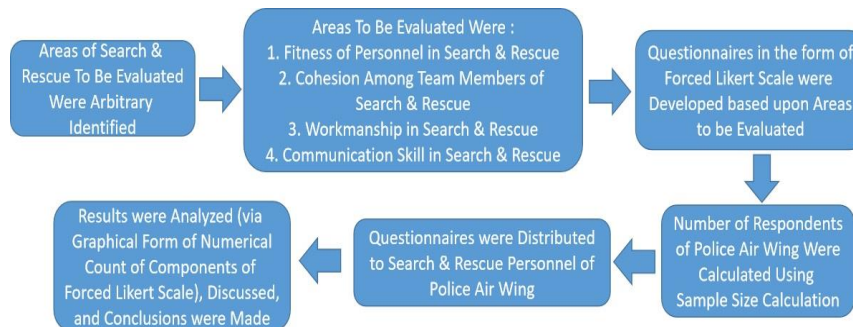 Areas of Search &
Rescue To Be Evaluated
Were Arbitrary
Identified
Areas To Be Evaluated Were :
1. Fitness of Personnel in Search & Rescue
2. Cohesion Among Team Members of
Search & Rescue
3. Workmanship in Search & Rescue
4. Communication Skill in Search & Rescue
Questionnaires in the form of
Forced Likert Scale were
Developed based upon Areas
to be Evaluated
Number of Respondents
of Police Air Wing Were
Calculated Using
Sample Size Calculation
Questionnaires were Distributed
to Search & Rescue Personnel of
Police Air Wing
Results were Analyzed (via
Graphical Form of Numerical
Count of Components of
Forced Likert Scale), Discussed,
and Conclusions were Made